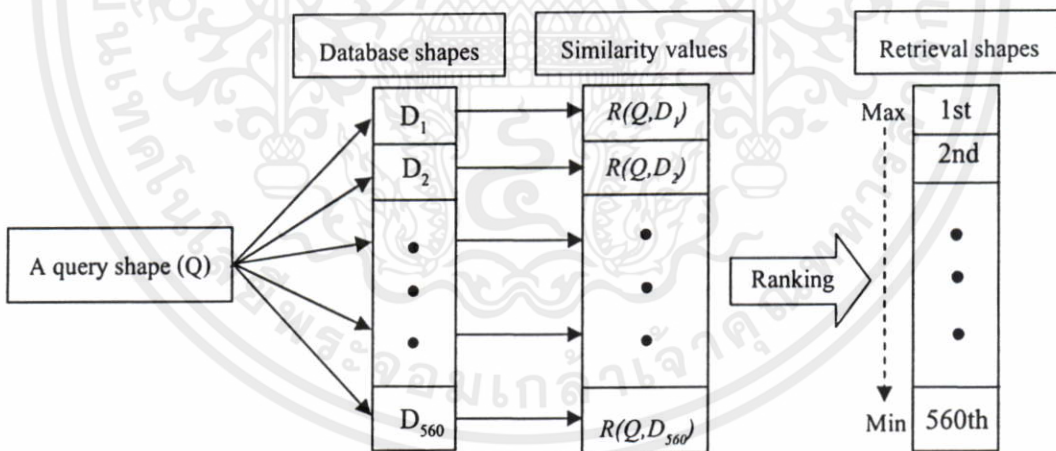 Database shapes
Similarity values
Retrieval shapes
A query shape (Q)
D₁
D₂
D₅₆₀
R(Q,D₁)
R(Q,D₂)
R(Q,D₅₆₀)
Ranking
Max
Min
1st
2nd
560th